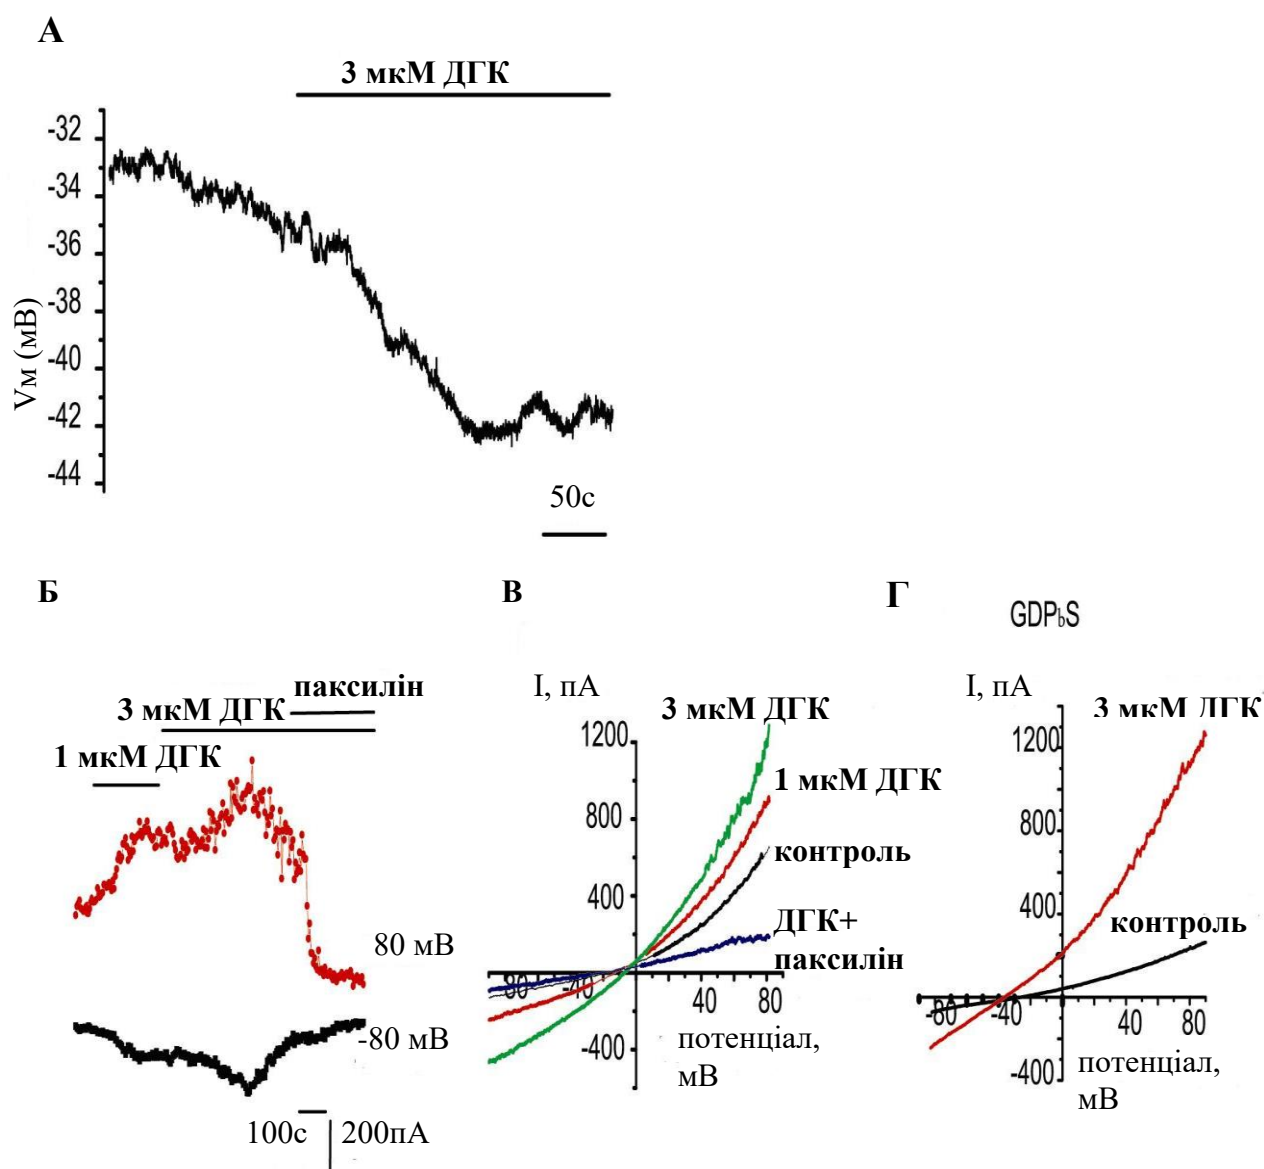 А
3 мкМ ДГК
-32
-34
-36
-38
-40
-42
-44
Vм (мВ)
50с
Б
паксилін
3 мкМ ДГК
1 мкМ ДГК
80 мВ
-80 мВ
100с
200пА
В
I, пА
3 мкМ ДГК
1200
1 мкМ ДГК
800
контроль
400
ДГК+
паксилін
-80
-40
40
80
потенціал,
мВ
-400
Г
GDPbS
I, пА
3 мкМ ДГК
1200
800
400
контроль
-80
-40
40
80
потенціал,
мВ
-400